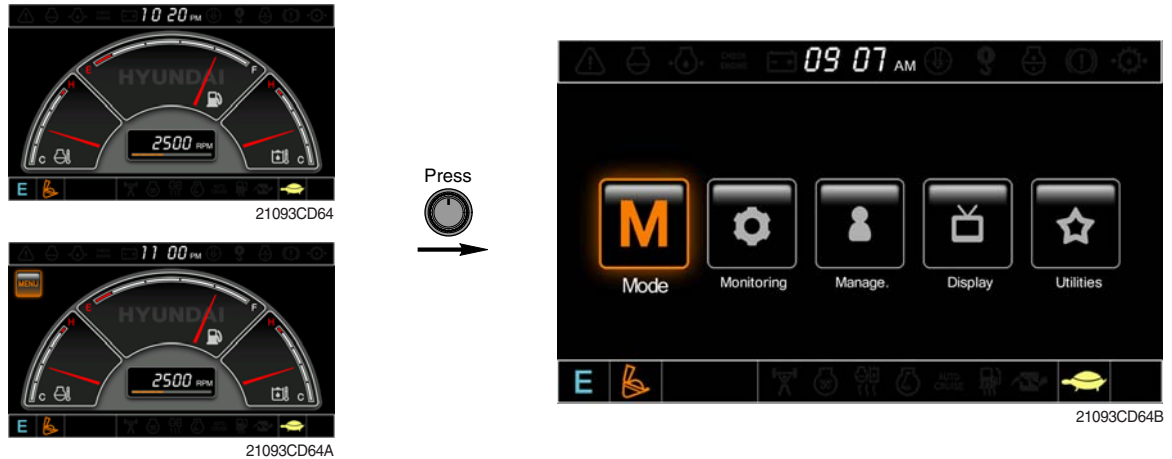 10 20 PM
E F
HYUNDAI
H H
2500 RPM
C C
E
21093CD64
11 00 PM
MENU
E F
HYUNDAI
H H
2500 RPM
C C
E
21093CD64A
Press
09 07 AM
CHECK
ENGINE
M
Mode Monitoring Manage. Display Utilities
E
AUTO
CRUISE
21093CD64B